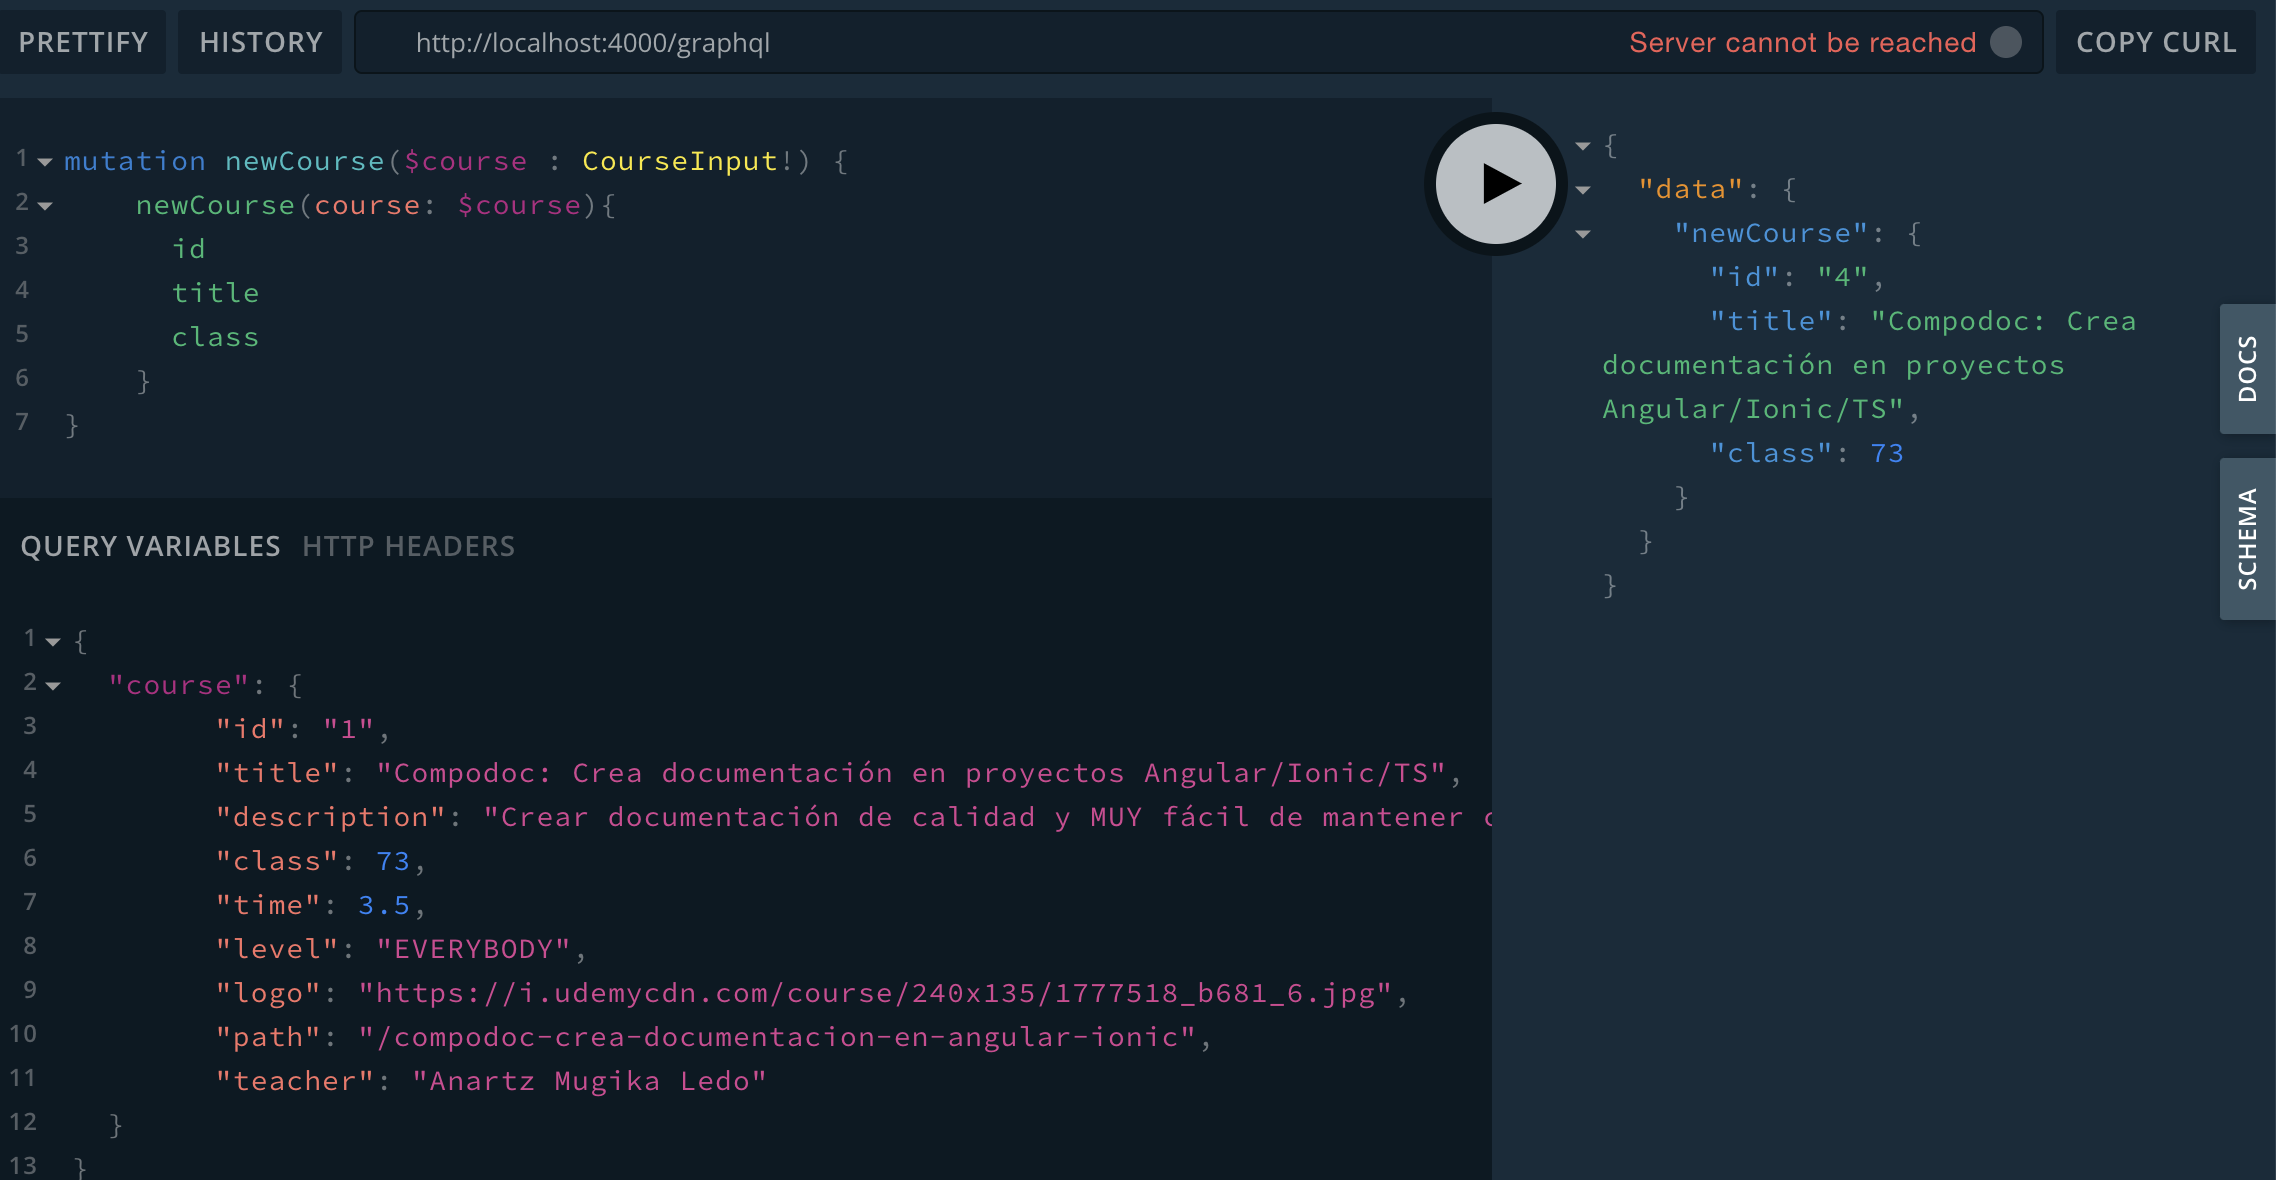 PRETTIFY HISTORY http://localhost:4000/graphql Server cannot be reached COPY CURL
1 mutation newCourse($course : CourseInput!) {
2 newCourse(course: $course){
3 id
4 title
5 class
6 }
7 }
QUERY VARIABLES HTTP HEADERS
1 {
2 "course": {
3 "id": "1",
4 "title": "Compodoc: Crea documentación en proyectos Angular/Ionic/TS",
5 "description": "Crear documentación de calidad y MUY fácil de mantener
6 "class": 73,
7 "time": 3.5,
8 "level": "EVERYBODY",
9 "logo": "https://i.udemycdn.com/course/240x135/1777518_b681_6.jpg",
10 "path": "/compodoc-crea-documentacion-en-angular-ionic",
11 "teacher": "Anartz Mugika Ledo"
12 }
13 }
{
"data": {
"newCourse": {
"id": "4",
"title": "Compodoc: Crea
documentación en proyectos
Angular/Ionic/TS",
"class": 73
}
}
}
DOCS
SCHEMA